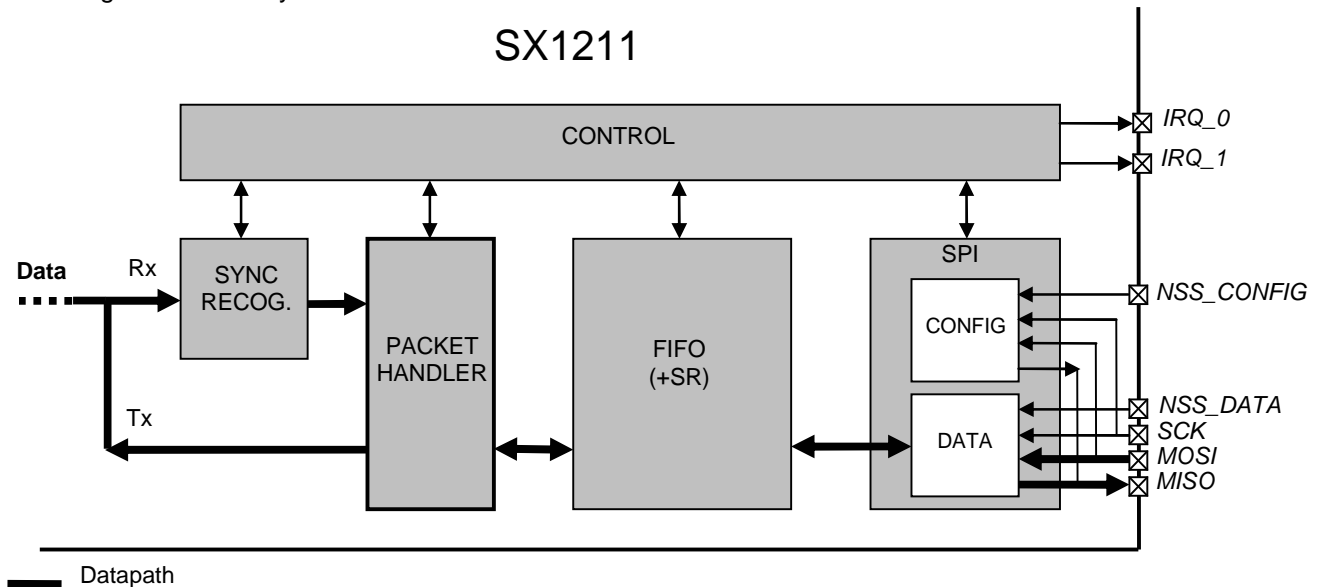 SX1211
CONTROL
IRQ_0
IRQ_1
Data
Rx
SYNC
RECOG.
Tx
PACKET
HANDLER
FIFO
(+SR)
SPI
CONFIG
DATA
NSS_CONFIG
NSS_DATA
SCK
MOSI
MISO
Datapath